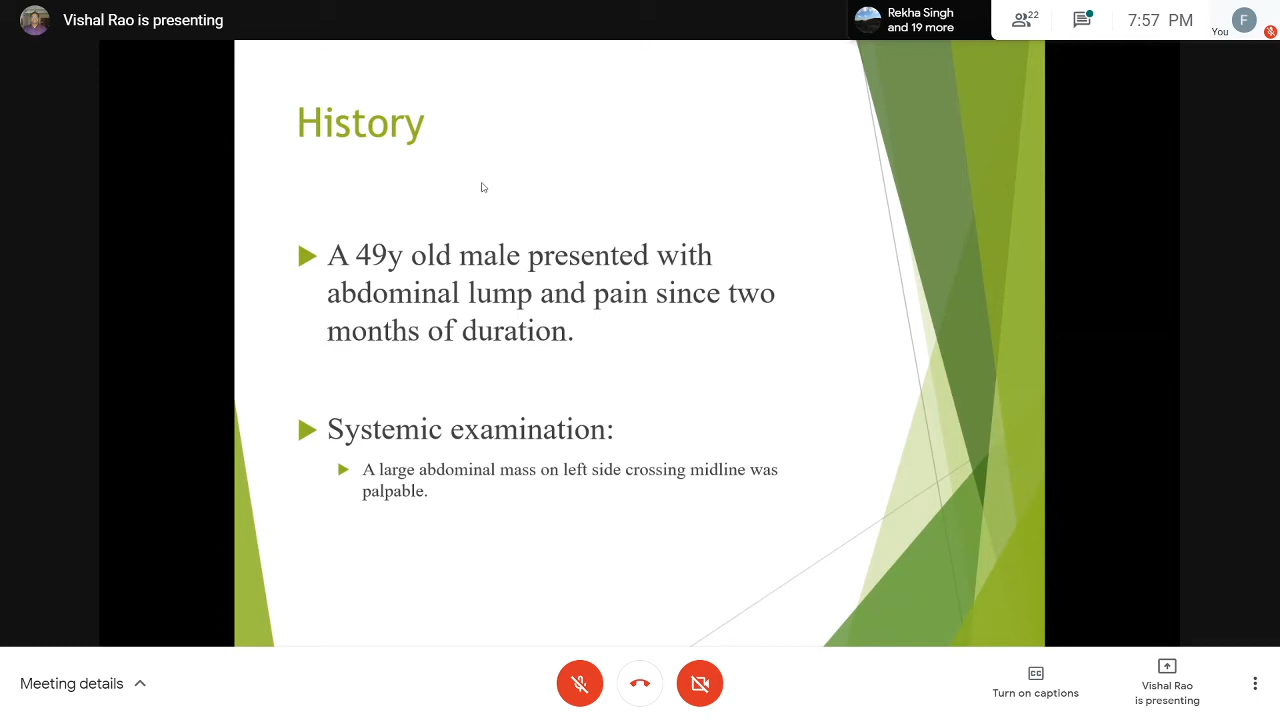 Vishal Rao is presenting
Rekha Singh
and 19 more
22
7:57 PM
You
F
History
A 49y old male presented with
abdominal lump and pain since two
months of duration.
Systemic examination:
A large abdominal mass on left side crossing midline was
palpable.
Meeting details
CC
Turn on captions
Vishal Rao
is presenting